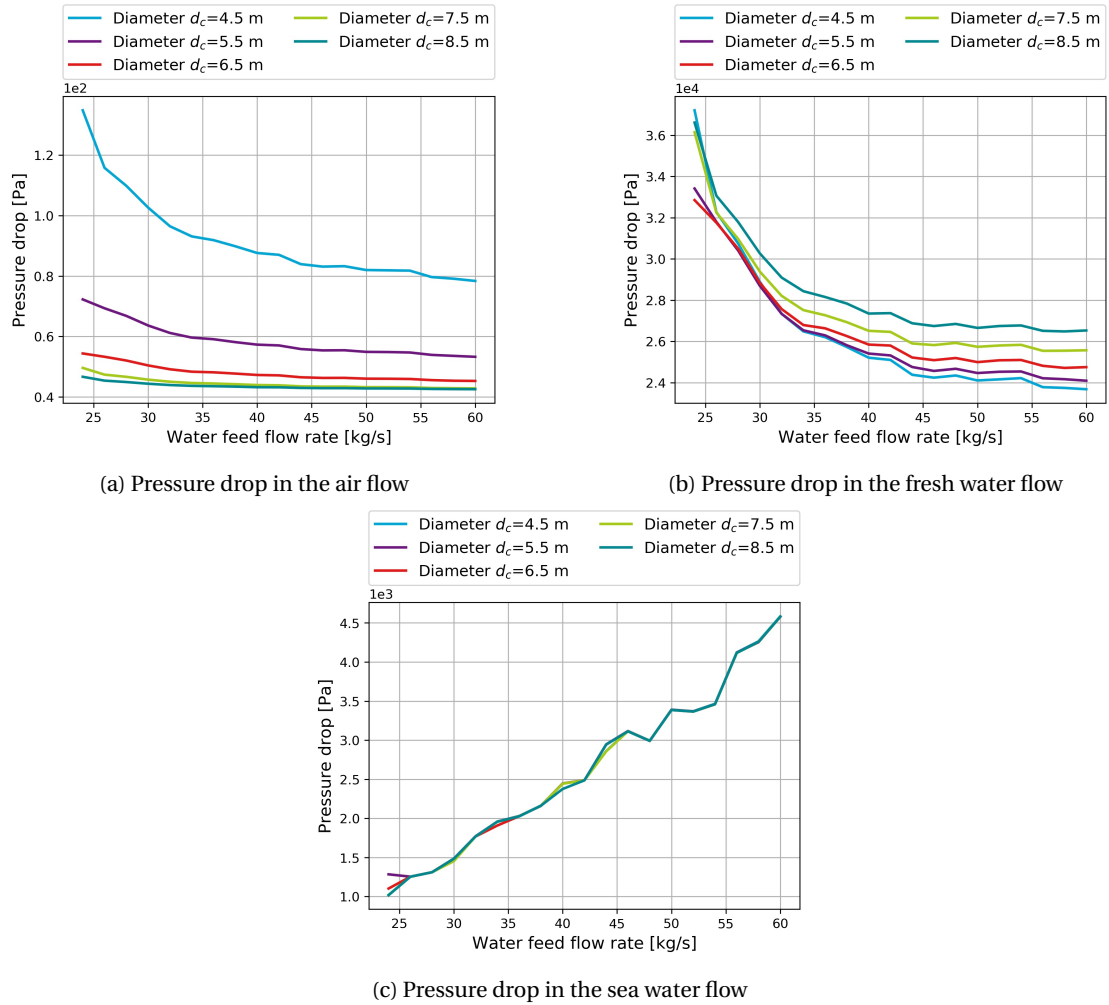 Diameter d_c=4.5 m
Diameter d_c=5.5 m
Diameter d_c=6.5 m
Diameter d_c=7.5 m
Diameter d_c=8.5 m
1e2
1.2
1.0
0.8
0.6
0.4
Pressure drop [Pa]
25 30 35 40 45 50 55 60
Water feed flow rate [kg/s]
(a) Pressure drop in the air flow
Diameter d_c=4.5 m
Diameter d_c=5.5 m
Diameter d_c=6.5 m
Diameter d_c=7.5 m
Diameter d_c=8.5 m
1e4
3.6
3.4
3.2
3.0
2.8
2.6
2.4
Pressure drop [Pa]
25 30 35 40 45 50 55 60
Water feed flow rate [kg/s]
(b) Pressure drop in the fresh water flow
Diameter d_c=4.5 m
Diameter d_c=5.5 m
Diameter d_c=6.5 m
Diameter d_c=7.5 m
Diameter d_c=8.5 m
1e3
4.5
4.0
3.5
3.0
2.5
2.0
1.5
1.0
Pressure drop [Pa]
25 30 35 40 45 50 55 60
Water feed flow rate [kg/s]
(c) Pressure drop in the sea water flow